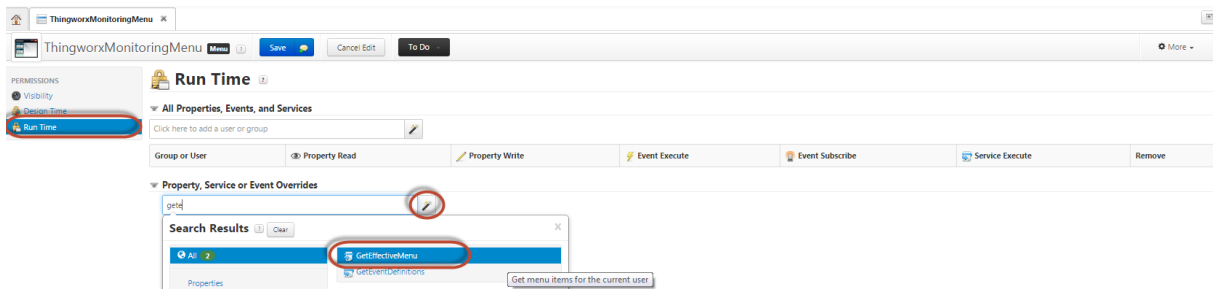 ThingworxMonitoringMenu ×
ThingworxMonitoringMenu Menu ? Save Cancel Edit To Do More
PERMISSIONS
Visibility
Design Time
Run Time
Run Time ?
All Properties, Events, and Services
Click here to add a user or group
Group or User Property Read Property Write Event Execute Event Subscribe Service Execute Remove
Property, Service or Event Overrides
gete
Search Results ? Clear X
All 2
GetEffectiveMenu
GetEventDefinitions
Properties
Get menu items for the current user